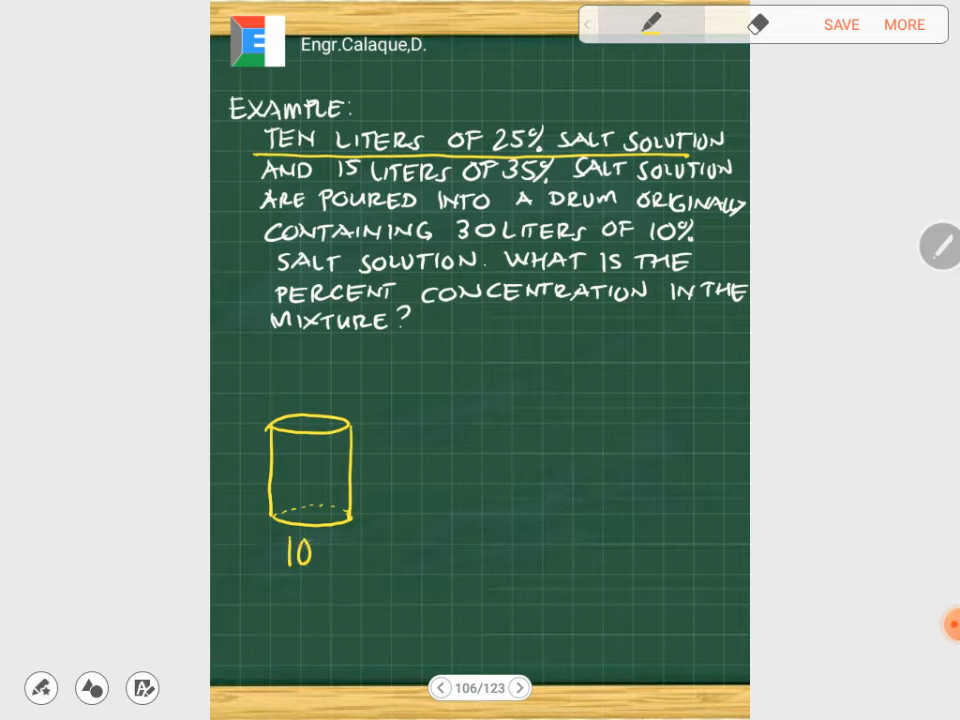 SAVE
MORE
E
Engr.Calaque,D.
EXAMPLE:
TEN LITERS OF 25% SALT SOLUTION
AND 15 LITERS OF 35% SALT SOLUTION
ARE POURED INTO A DRUM ORIGINALLY
CONTAINING 30 LITERS OF 10%
SALT SOLUTION. WHAT IS THE
PERCENT CONCENTRATION IN THE
MIXTURE?
10
106/123